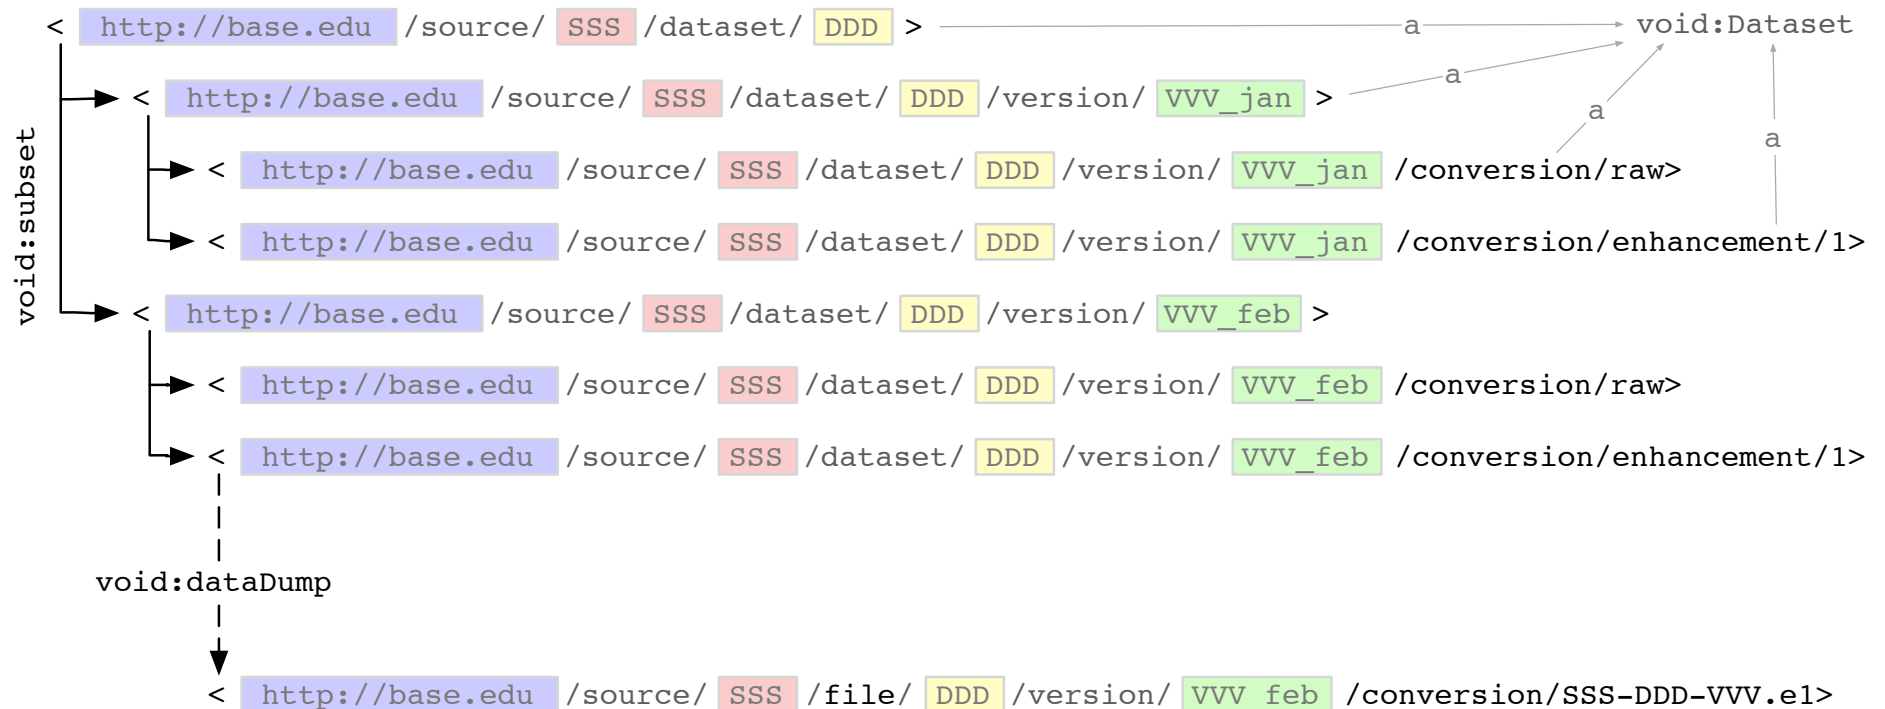 < http://base.edu /source/ SSS /dataset/ DDD > a void:Dataset
< http://base.edu /source/ SSS /dataset/ DDD /version/ VVV_jan > a
a
< http://base.edu /source/ SSS /dataset/ DDD /version/ VVV_jan /conversion/raw>
a
< http://base.edu /source/ SSS /dataset/ DDD /version/ VVV_jan /conversion/enhancement/1>
void:subset
< http://base.edu /source/ SSS /dataset/ DDD /version/ VVV_feb >
< http://base.edu /source/ SSS /dataset/ DDD /version/ VVV_feb /conversion/raw>
< http://base.edu /source/ SSS /dataset/ DDD /version/ VVV_feb /conversion/enhancement/1>
void:dataDump
< http://base.edu /source/ SSS /file/ DDD /version/ VVV feb /conversion/SSS-DDD-VVV.e1>